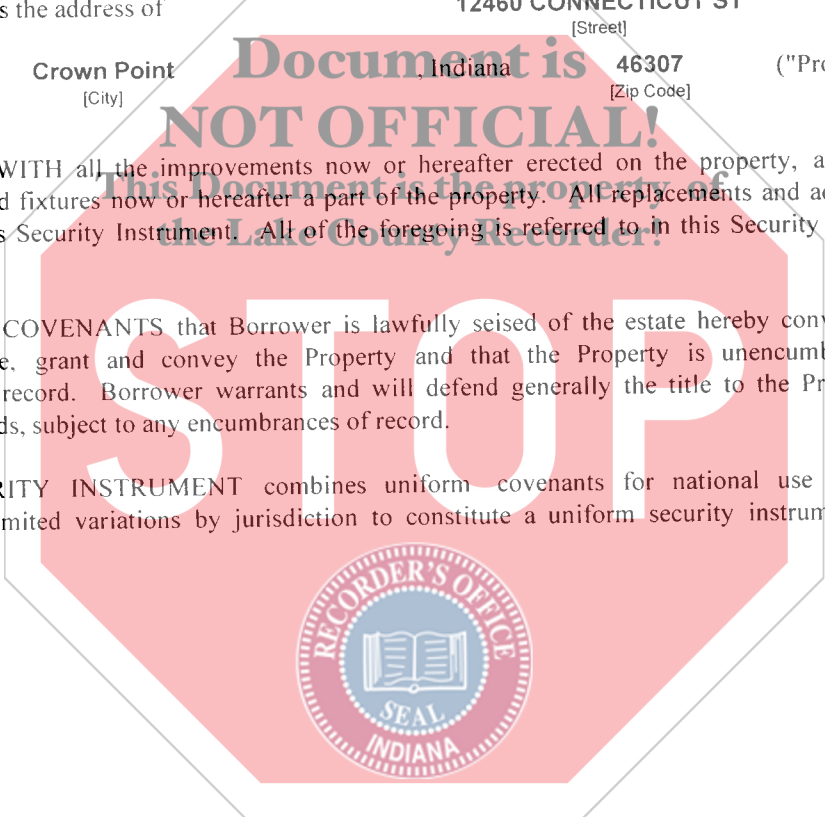 s the address of 12460 CONNECTICUT ST
[Street]
Crown Point , Indiana 46307 ("Pro
[City] [Zip Code]
Document is
NOT OFFICIAL!
WITH all the improvements now or hereafter erected on the property, a
This Document is the property of
d fixtures now or hereafter a part of the property. All replacements and a
the Lake County Recorder!
s Security Instrument. All of the foregoing is referred to in this Security
COVENANTS that Borrower is lawfully seised of the estate hereby conv
e, grant and convey the Property and that the Property is unencumb
record. Borrower warrants and will defend generally the title to the Pr
ds, subject to any encumbrances of record.
RITY INSTRUMENT combines uniform covenants for national use
mited variations by jurisdiction to constitute a uniform security instrum
STOP
RECORDER'S OFFICE
SEAL
INDIANA